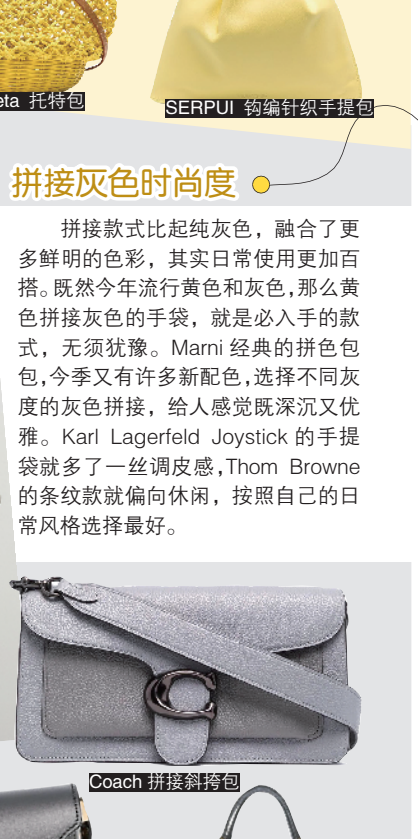 eta 托特包
SERPUI 钩编针织手提包
拼接灰色时尚度
拼接款式比起纯灰色，融合了更
多鲜明的色彩，其实日常使用更加百
搭。既然今年流行黄色和灰色，那么黄
色拼接灰色的手袋，就是必入手的款
式，无须犹豫。Marni 经典的拼色包
包，今季又有许多新配色，选择不同灰
度的灰色拼接，给人感觉既深沉又优
雅。Karl Lagerfeld Joystick 的手提
袋就多了一丝调皮感，Thom Browne
的条纹款就偏向休闲，按照自己的日
常风格选择最好。
Coach 拼接斜挎包